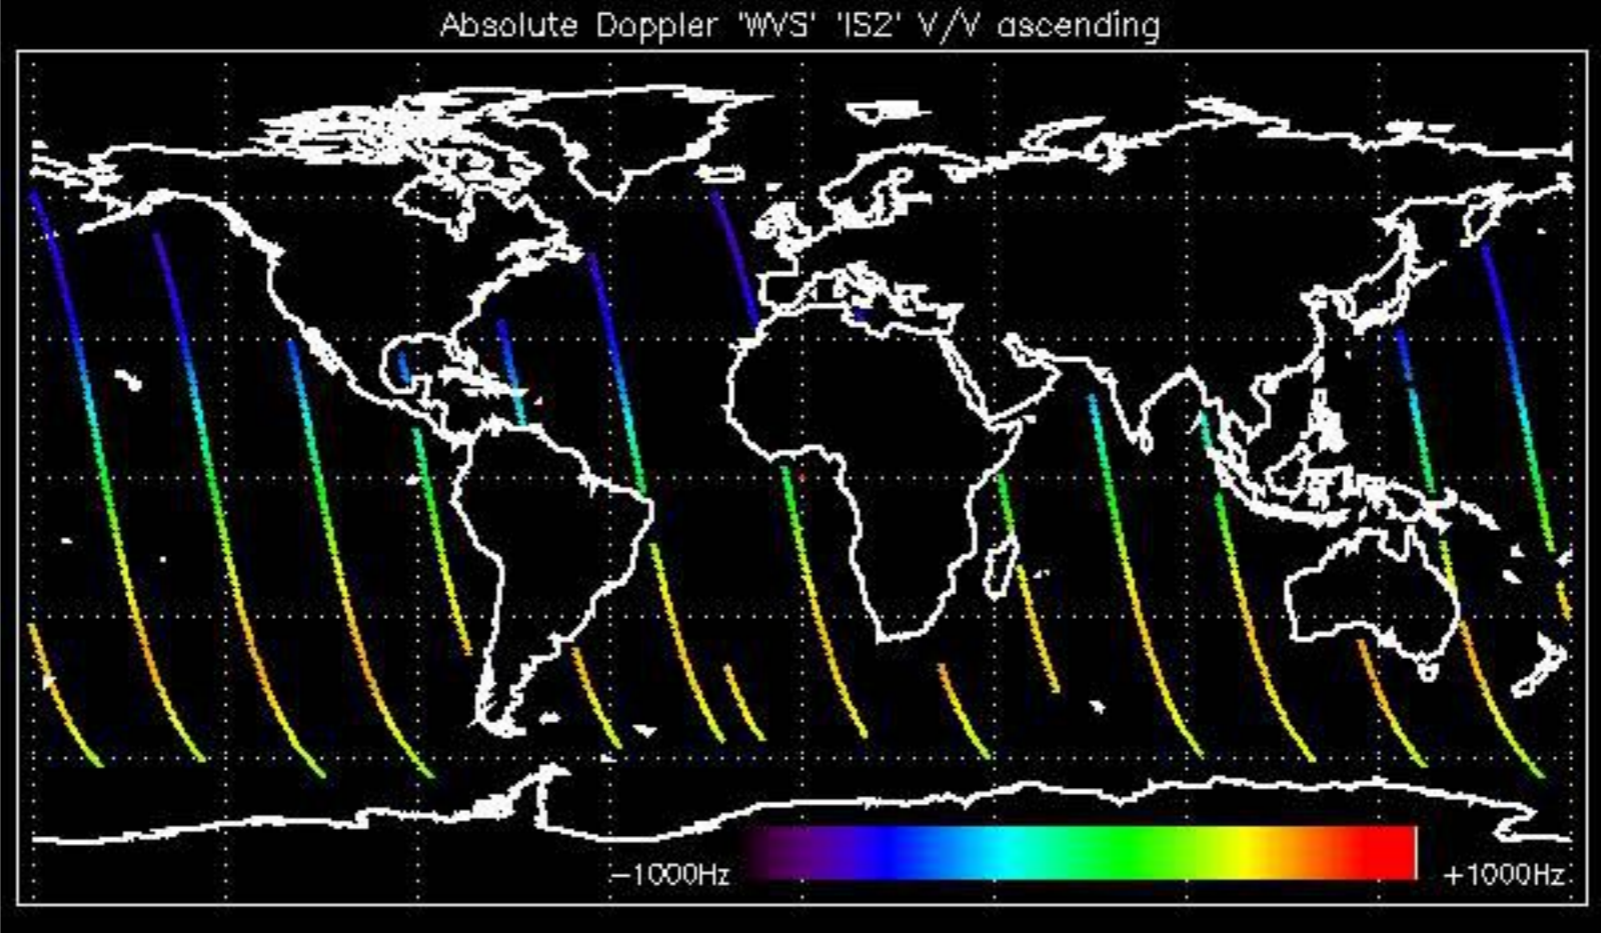 Absolute Doppler 'WVS' 'IS2' V/V ascending
−1000Hz +1000Hz